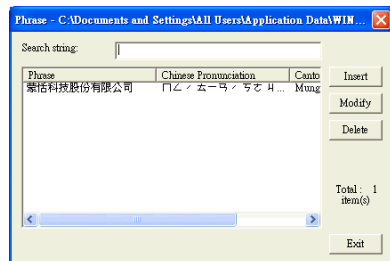 Phrase - C:\Documents and Settings\All Users\Application Data\WIN...
Search string:
Phrase Chinese Pronunciation Canto
蒙恬科技股份有限公司 ㄇㄥˊ ㄊㄧㄢˊ ㄎㄜ ㄐ... Mung
Insert
Modify
Delete
Total : 1
item(s)
Exit